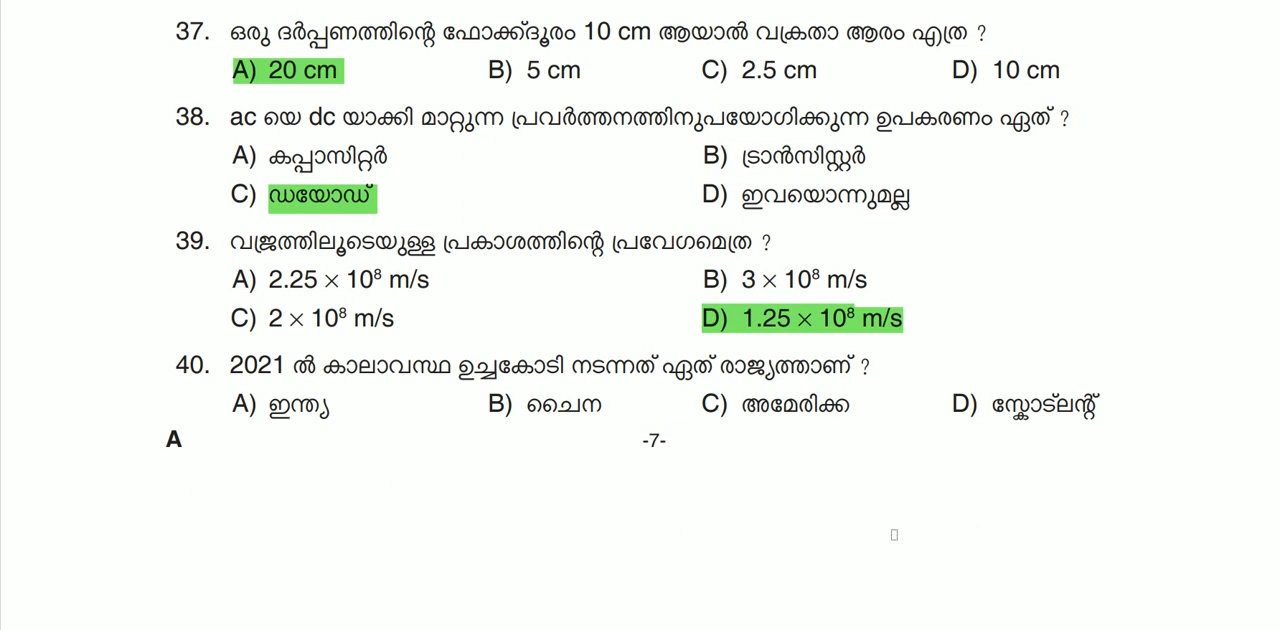 37. ഒരു ദർപ്പണത്തിന്റെ ഫോക്ക്ദൂരം 10 cm ആയാൽ വക്രതാ ആരം എത്ര ?
A) 20 cm B) 5 cm C) 2.5 cm D) 10 cm
38. ac യെ dc യാക്കി മാറ്റുന്ന പ്രവർത്തനത്തിനുപയോഗിക്കുന്ന ഉപകരണം ഏത് ?
A) കപ്പാസിറ്റർ B) ട്രാൻസിസ്റ്റർ
C) ഡയോഡ് D) ഇവയൊന്നുമല്ല
39. വജ്രത്തിലൂടെയുള്ള പ്രകാശത്തിന്റെ പ്രവേഗമെത്ര ?
A) 2.25 × 10⁸ m/s B) 3 × 10⁸ m/s
C) 2 × 10⁸ m/s D) 1.25 × 10⁸ m/s
40. 2021 ൽ കാലാവസ്ഥ ഉച്ചകോടി നടന്നത് ഏത് രാജ്യത്താണ് ?
A) ഇന്ത്യ B) ചൈന C) അമേരിക്ക D) സ്കോട്ലന്റ്
A -7-